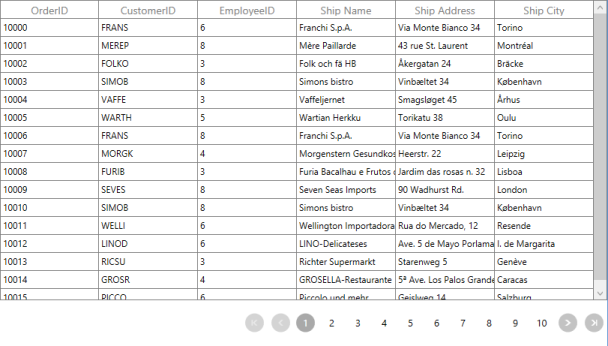 OrderID CustomerID EmployeeID Ship Name Ship Address Ship City
10000 FRANS 6 Franchi S.p.A. Via Monte Bianco 34 Torino
10001 MEREP 8 Mère Paillarde 43 rue St. Laurent Montréal
10002 FOLKO 3 Folk och fä HB Åkergatan 24 Bräcke
10003 SIMOB 8 Simons bistro Vinbæltet 34 København
10004 VAFFE 3 Vaffeljernet Smagsløget 45 Århus
10005 WARTH 5 Wartian Herkku Torikatu 38 Oulu
10006 FRANS 8 Franchi S.p.A. Via Monte Bianco 34 Torino
10007 MORGK 4 Morgenstern Gesundkos Heerstr. 22 Leipzig
10008 FURIB 3 Furia Bacalhau e Frutos Jardim das rosas n. 32 Lisboa
10009 SEVES 8 Seven Seas Imports 90 Wadhurst Rd. London
10010 SIMOB 8 Simons bistro Vinbæltet 34 København
10011 WELLI 6 Wellington Importadora Rua do Mercado, 12 Resende
10012 LINOD 6 LINO-Delicateses Ave. 5 de Mayo Porlama I. de Margarita
10013 RICSU 3 Richter Supermarkt Starenweg 5 Genève
10014 GROSR 4 GROSELLA-Restaurante 5ª Ave. Los Palos Grande Caracas
10015 PICCO 6 Piccolo und mehr Geislweg 14 Salzburg
1 2 3 4 5 6 7 8 9 10